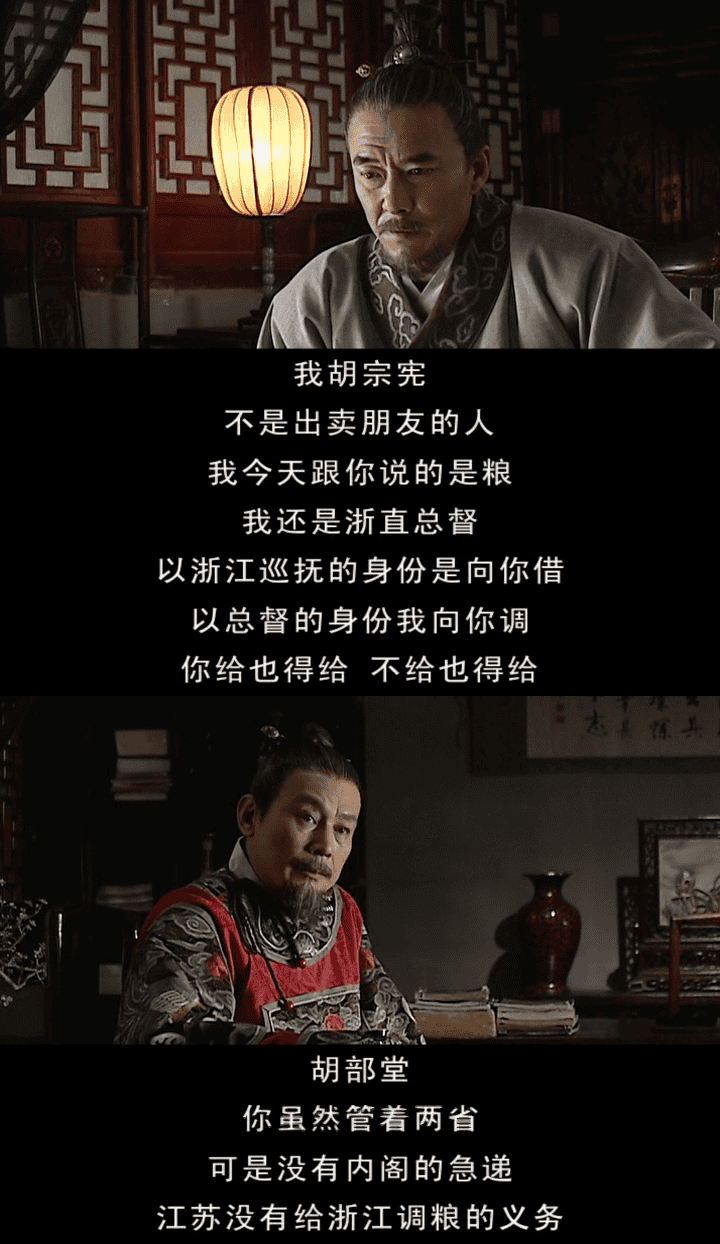 我胡宗宪
不是出卖朋友的人
我今天跟你说的是粮
我还是浙直总督
以浙江巡抚的身份是向你借
以总督的身份我向你调
你给也得给 不给也得给
胡部堂
你虽然管着两省
可是没有内阁的急递
江苏没有给浙江调粮的义务